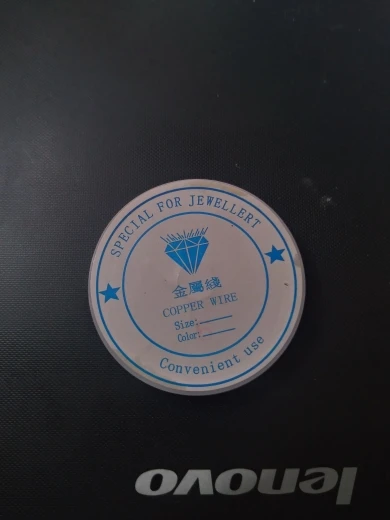 SPECIAL FOR JEWELLERT
金屬綫
COPPER WIRE
Size:
Color:
Convenient use
lenovo